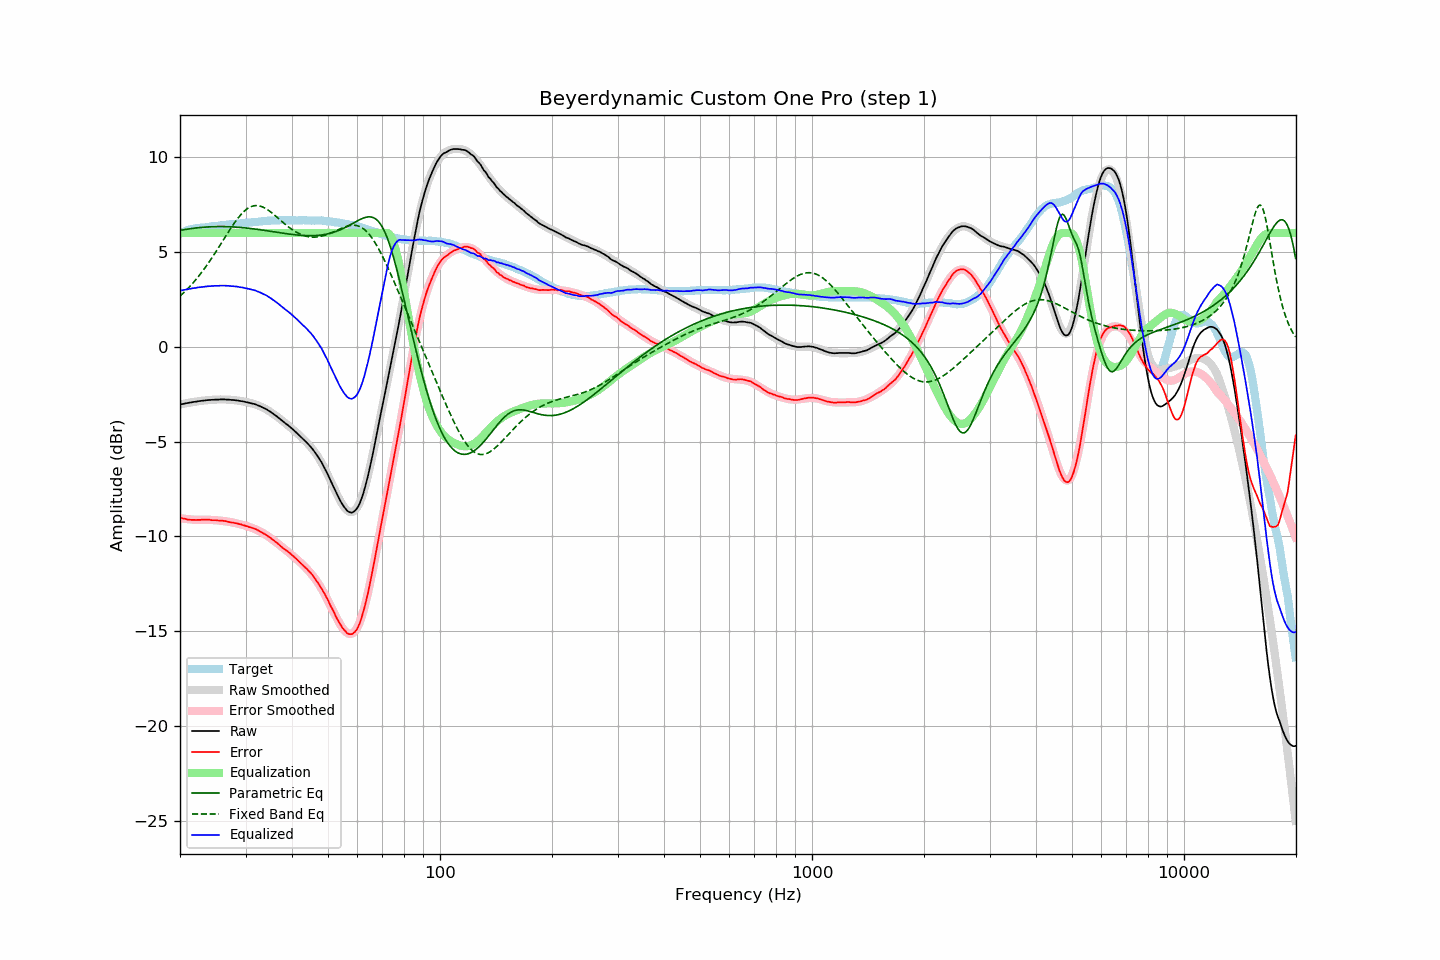 Beyerdynamic Custom One Pro (step 1)
10
5
0
−5
−10
−15
−20
−25
Amplitude (dBr)
Target
Raw Smoothed
Error Smoothed
Raw
Error
Equalization
Parametric Eq
Fixed Band Eq
Equalized
100
1000
10000
Frequency (Hz)